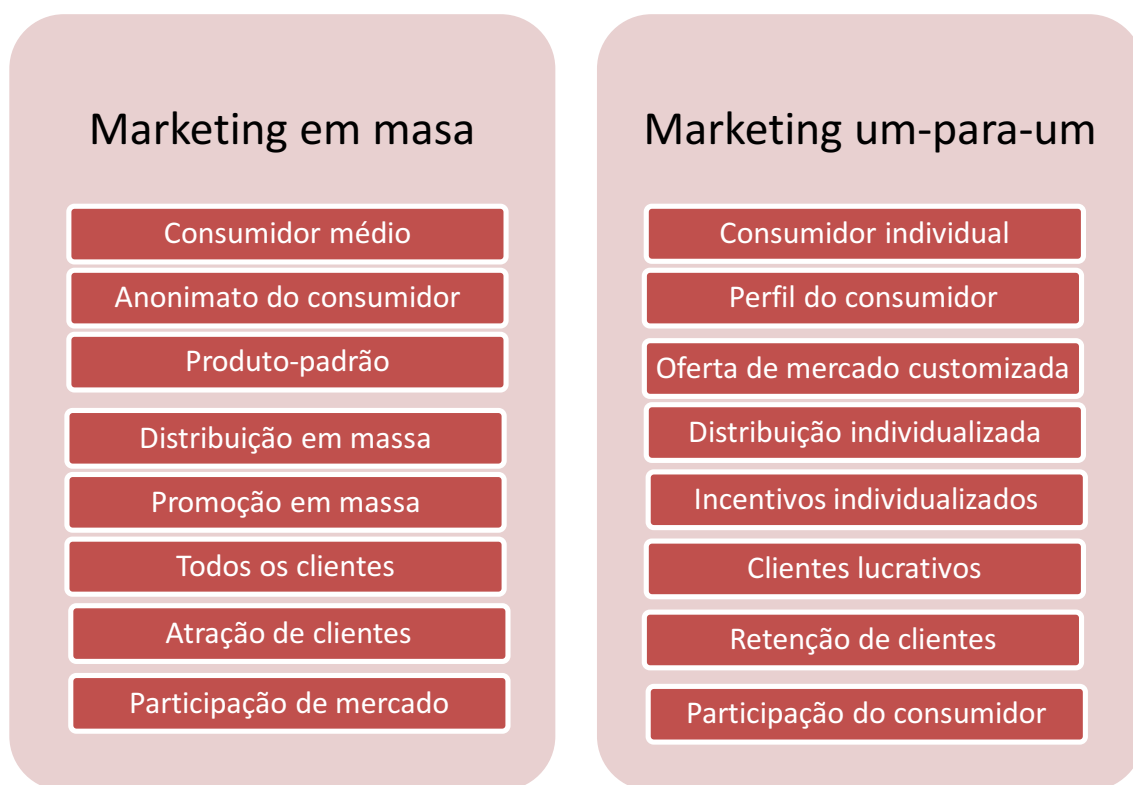 Marketing em masa
Consumidor médio
Anonimato do consumidor
Produto-padrão
Distribuição em massa
Promoção em massa
Todos os clientes
Atração de clientes
Participação de mercado
Marketing um-para-um
Consumidor individual
Perfil do consumidor
Oferta de mercado customizada
Distribuição individualizada
Incentivos individualizados
Clientes lucrativos
Retenção de clientes
Participação do consumidor